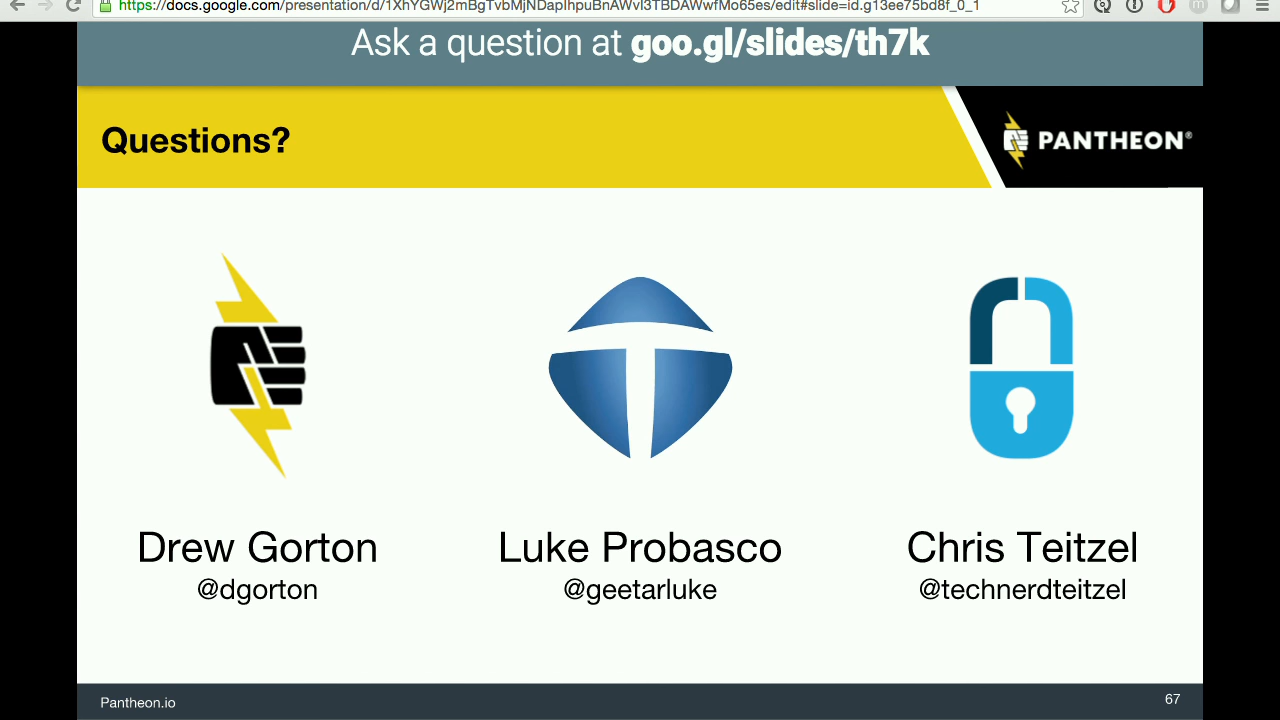 https://docs.google.com/presentation/d/1XhYGWj2mBgTvbMjNDapIhpuBnAWvl3TBDAWwfMo65es/edit#slide=id.g13ee75bd8f_0_1
Ask a question at goo.gl/slides/th7k
Questions?
PANTHEON®
Drew Gorton
Luke Probasco
Chris Teitzel
@dgorton
@geetarluke
@technerdteitzel
Pantheon.io
67